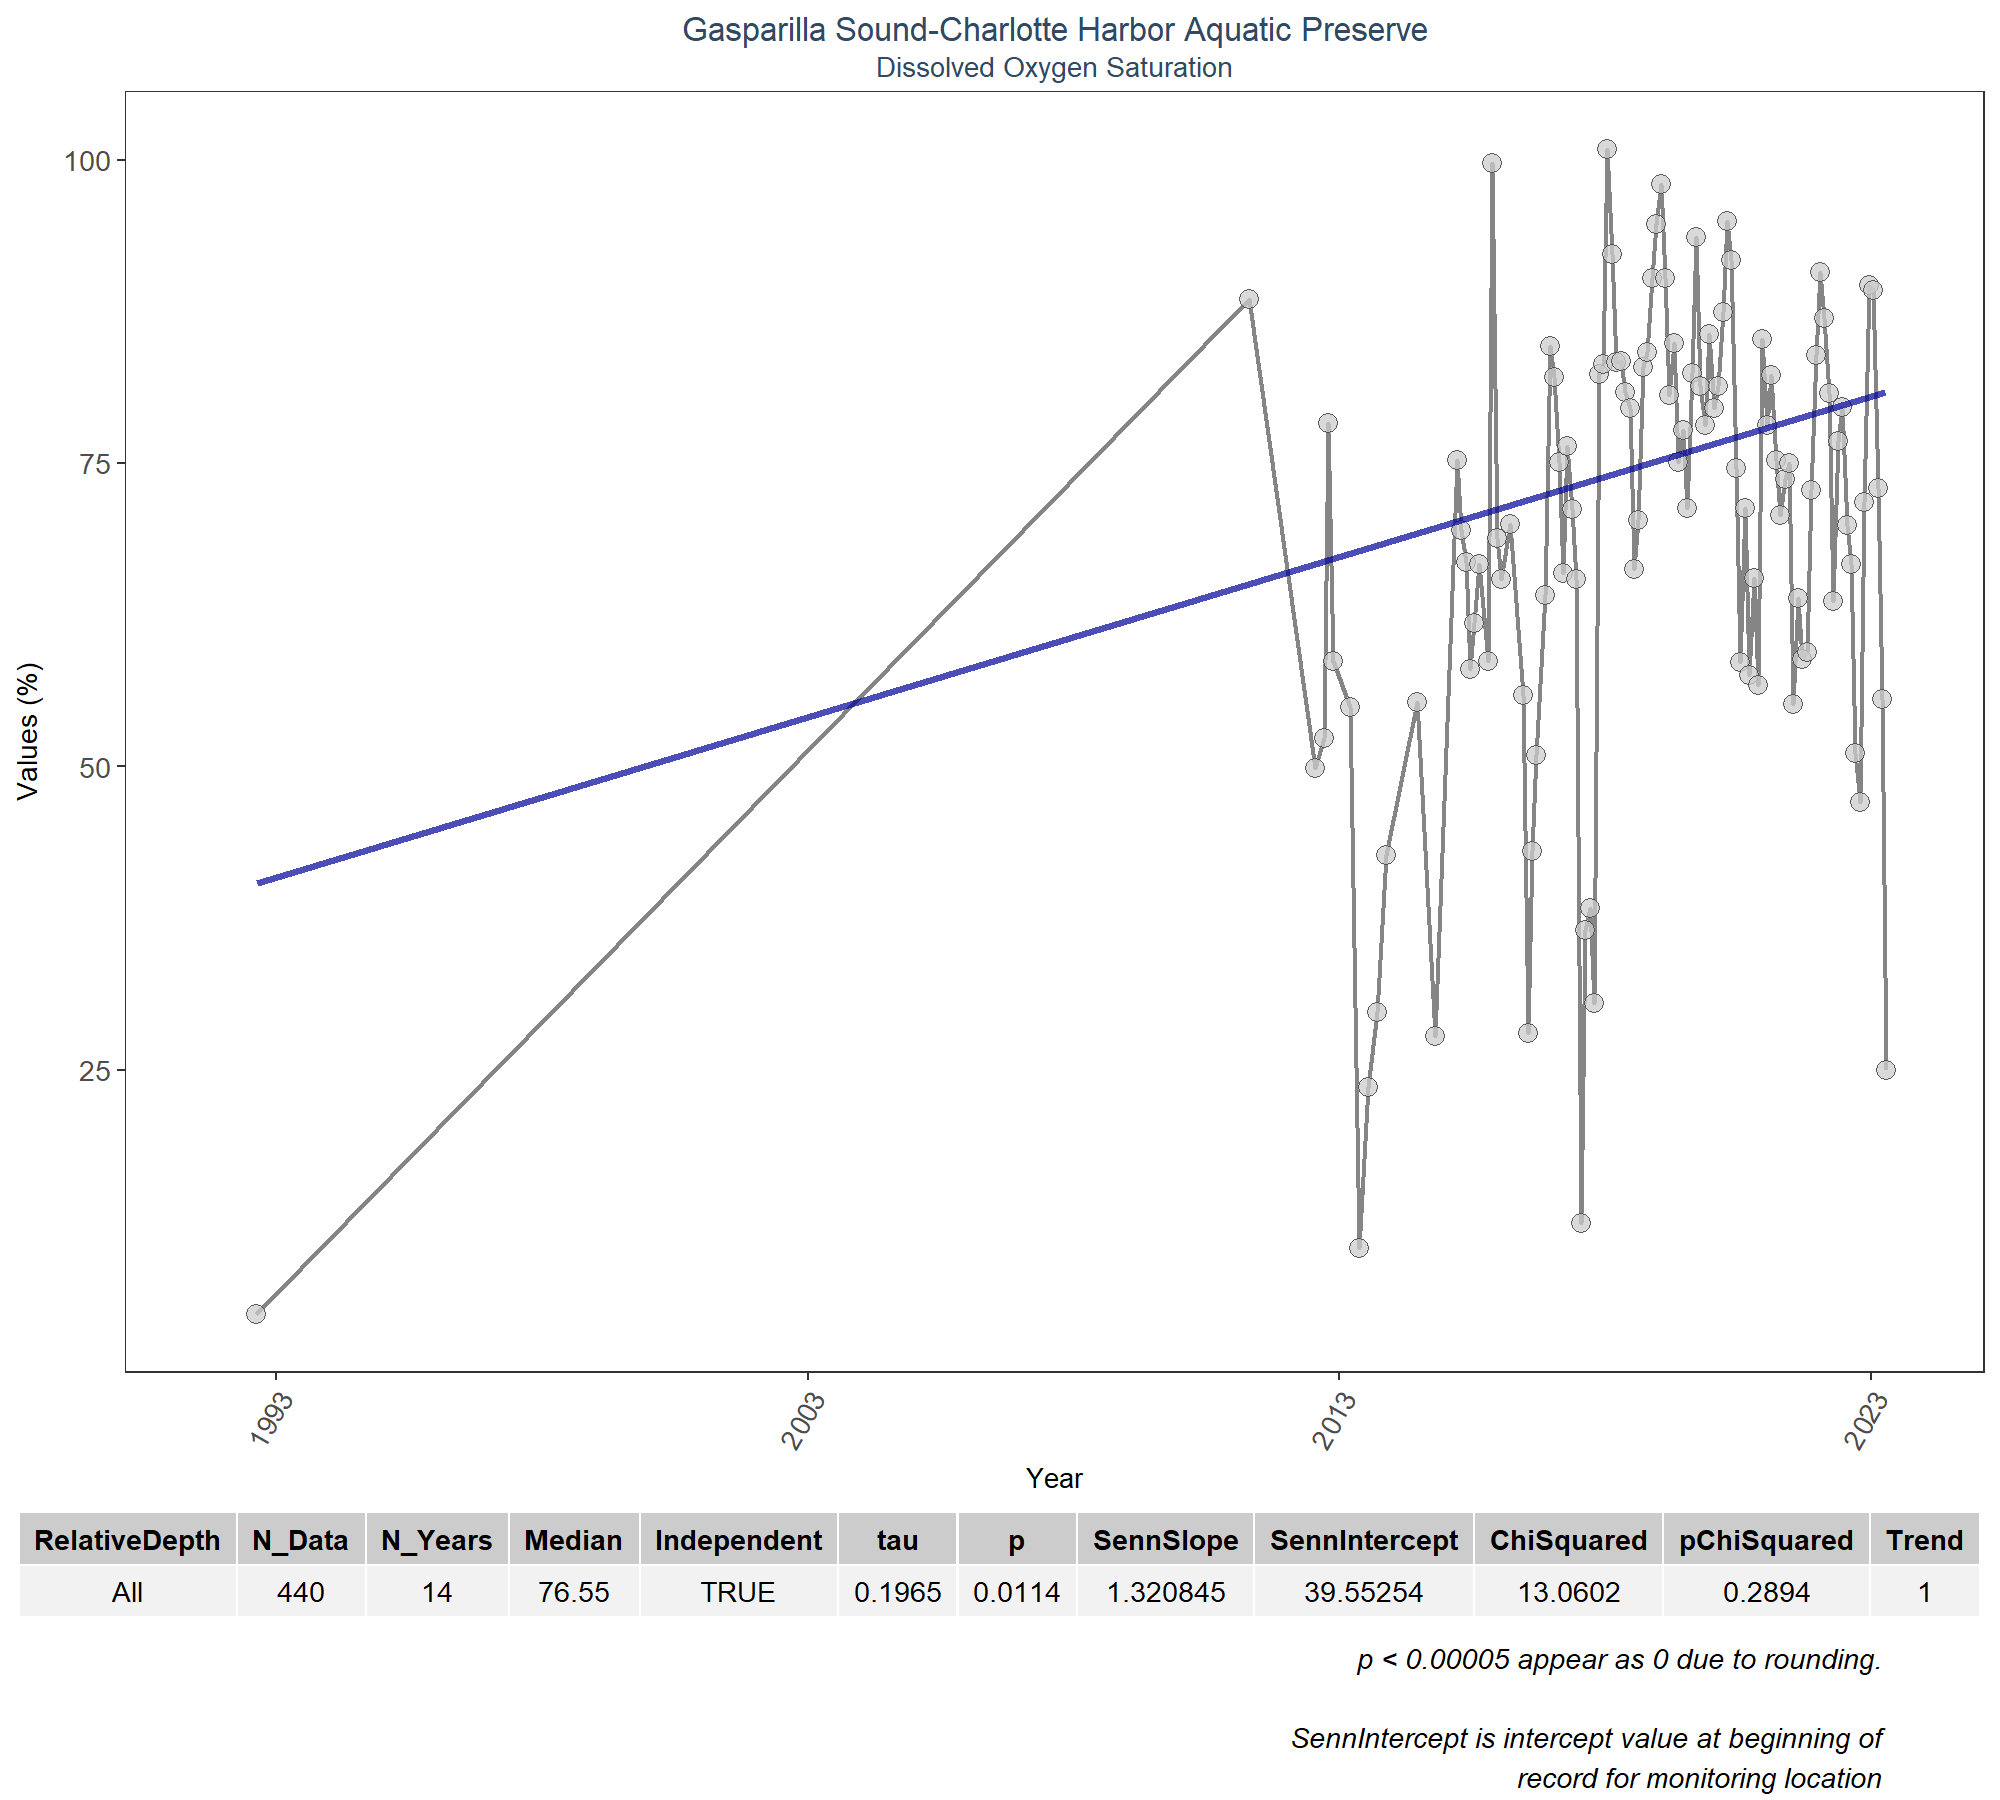 Gasparilla Sound-Charlotte Harbor Aquatic Preserve
Dissolved Oxygen Saturation
100
75
50
25
Values (%)
1993
2003
2013
2023
Year
RelativeDepth N_Data N_Years Median Independent tau p SennSlope SennIntercept ChiSquared pChiSquared Trend
All 440 14 76.55 TRUE 0.1965 0.0114 1.320845 39.55254 13.0602 0.2894 1
p < 0.00005 appear as 0 due to rounding.
SennIntercept is intercept value at beginning of
record for monitoring location